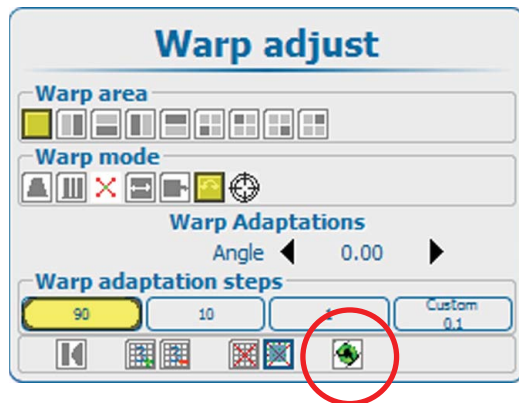 Warp adjust
Warp area
Warp mode
Warp Adaptations
Angle 0.00
Warp adaptation steps
90 10 1 Custom
0.1